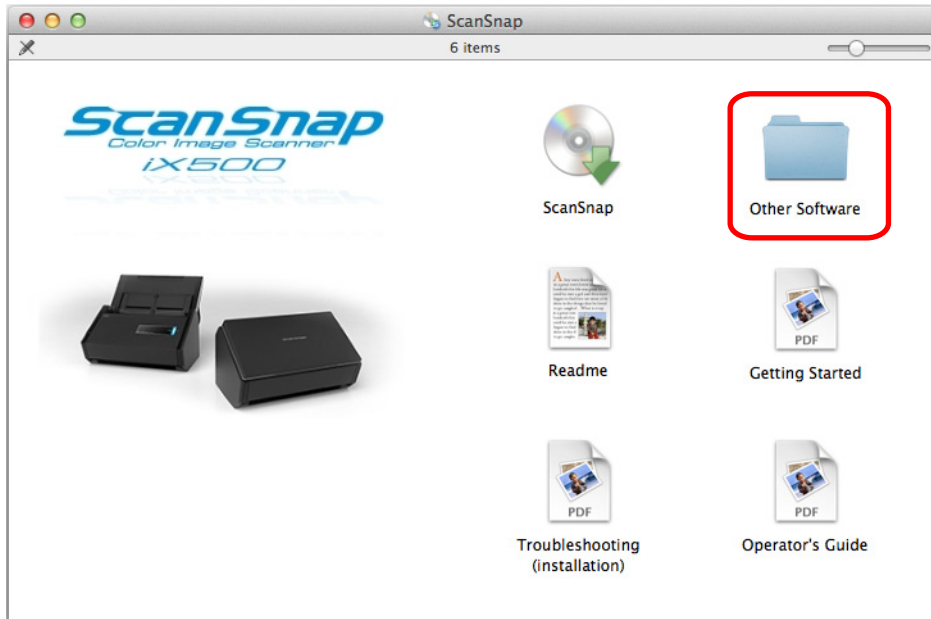 ScanSnap
6 items
ScanSnap
Color Image Scanner
iX500
ScanSnap
Other Software
Readme
PDF
Getting Started
PDF
Troubleshooting
(installation)
PDF
Operator's Guide